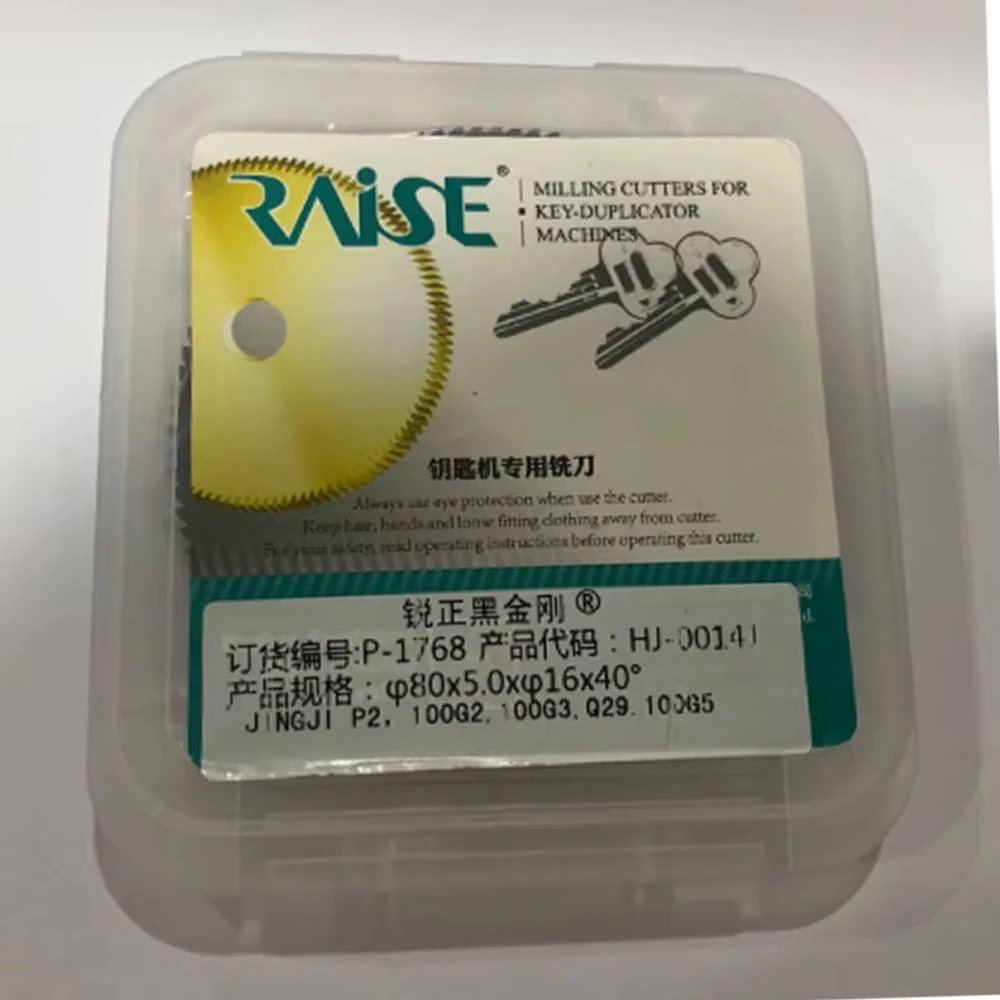 RAiSE®
MILLING CUTTERS FOR
KEY-DUPLICATOR
MACHINES
钥匙机专用铣刀
Always use eye protection when use the cutter.
Keep hair, hands and loose fitting clothing away from cutter.
For your safety, read operating instructions before operating this cutter.
司
td.
锐正黑金刚®
订货编号:P-1768 产品代码:HJ-0014J
产品规格:φ80x5.0xφ16x40°
JINGJI P2, 100G2.100G3.Q29.100G5